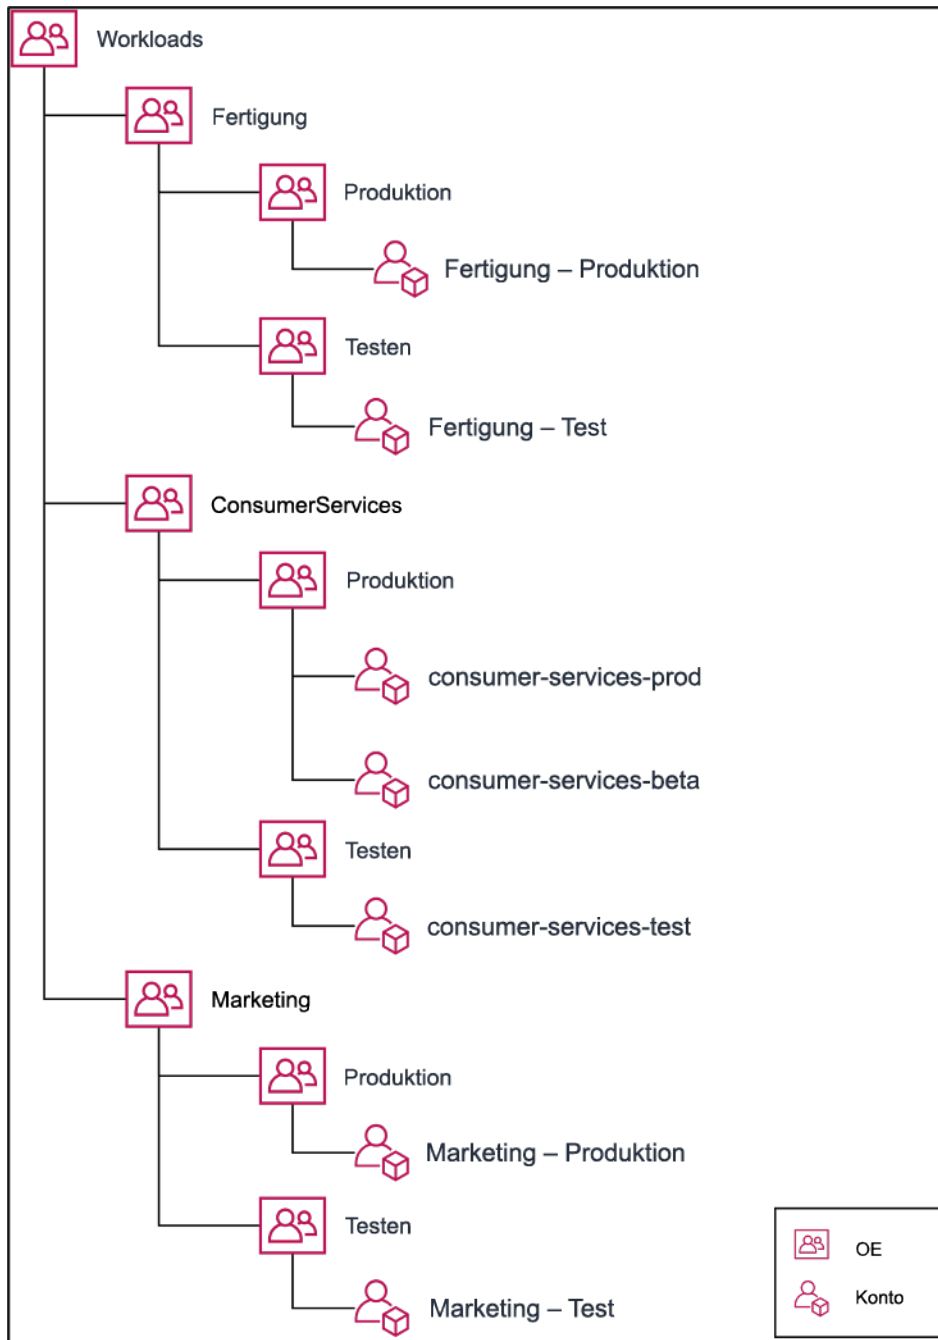 Workloads
Fertigung
Produktion
Fertigung – Produktion
Testen
Fertigung – Test
ConsumerServices
Produktion
consumer-services-prod
consumer-services-beta
Testen
consumer-services-test
Marketing
Produktion
Marketing – Produktion
Testen
Marketing – Test
OE
Konto